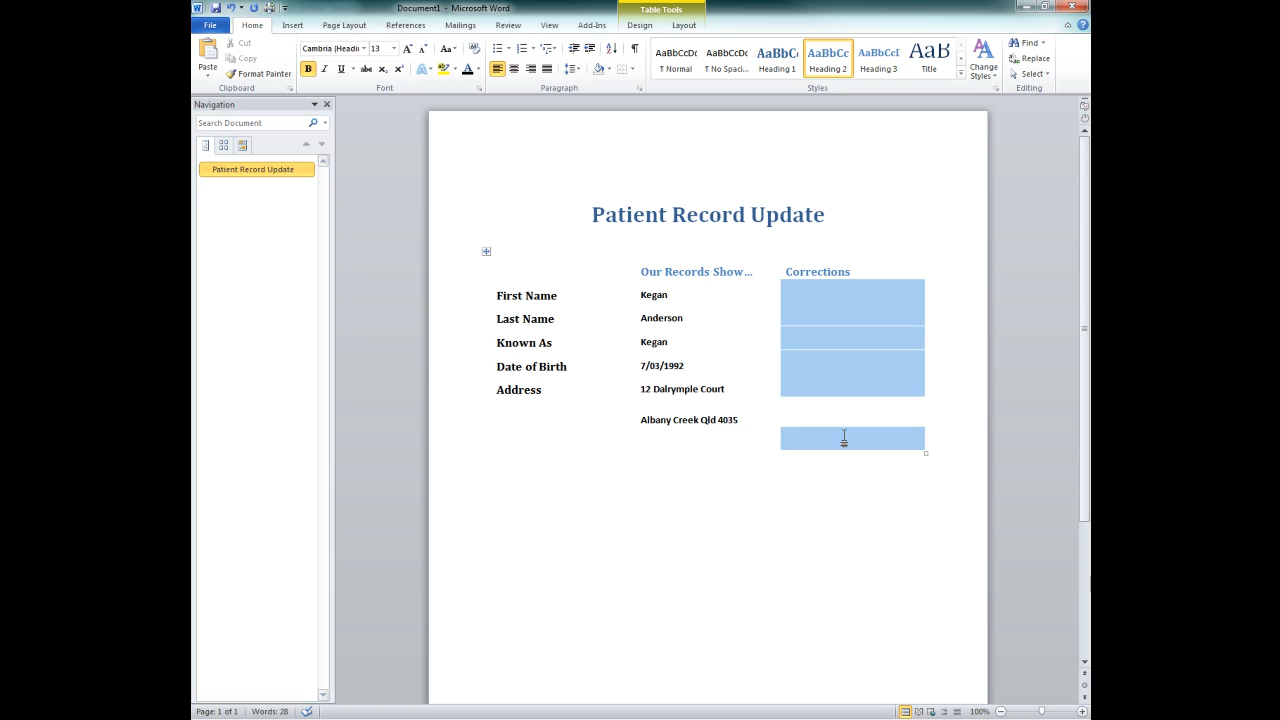 Document1 - Microsoft Word
Table Tools
File Home Insert Page Layout References Mailings Review View Add-Ins Design Layout
Paste
Cut
Copy
Format Painter
Clipboard
Cambria (Headi 13
Font
Paragraph
AaBbCcDc AaBbCcDc AaBbC AaBbCc AaBbCcI AaB
¶ Normal ¶ No Spaci... Heading 1 Heading 2 Heading 3 Title
Styles
Change Styles
Find
Replace
Select
Editing
Navigation
Search Document
Patient Record Update
Patient Record Update
Our Records Show... Corrections
First Name Kegan
Last Name Anderson
Known As Kegan
Date of Birth 7/03/1992
Address 12 Dalrymple Court
Albany Creek Qld 4035
Page: 1 of 1 Words: 28 100%